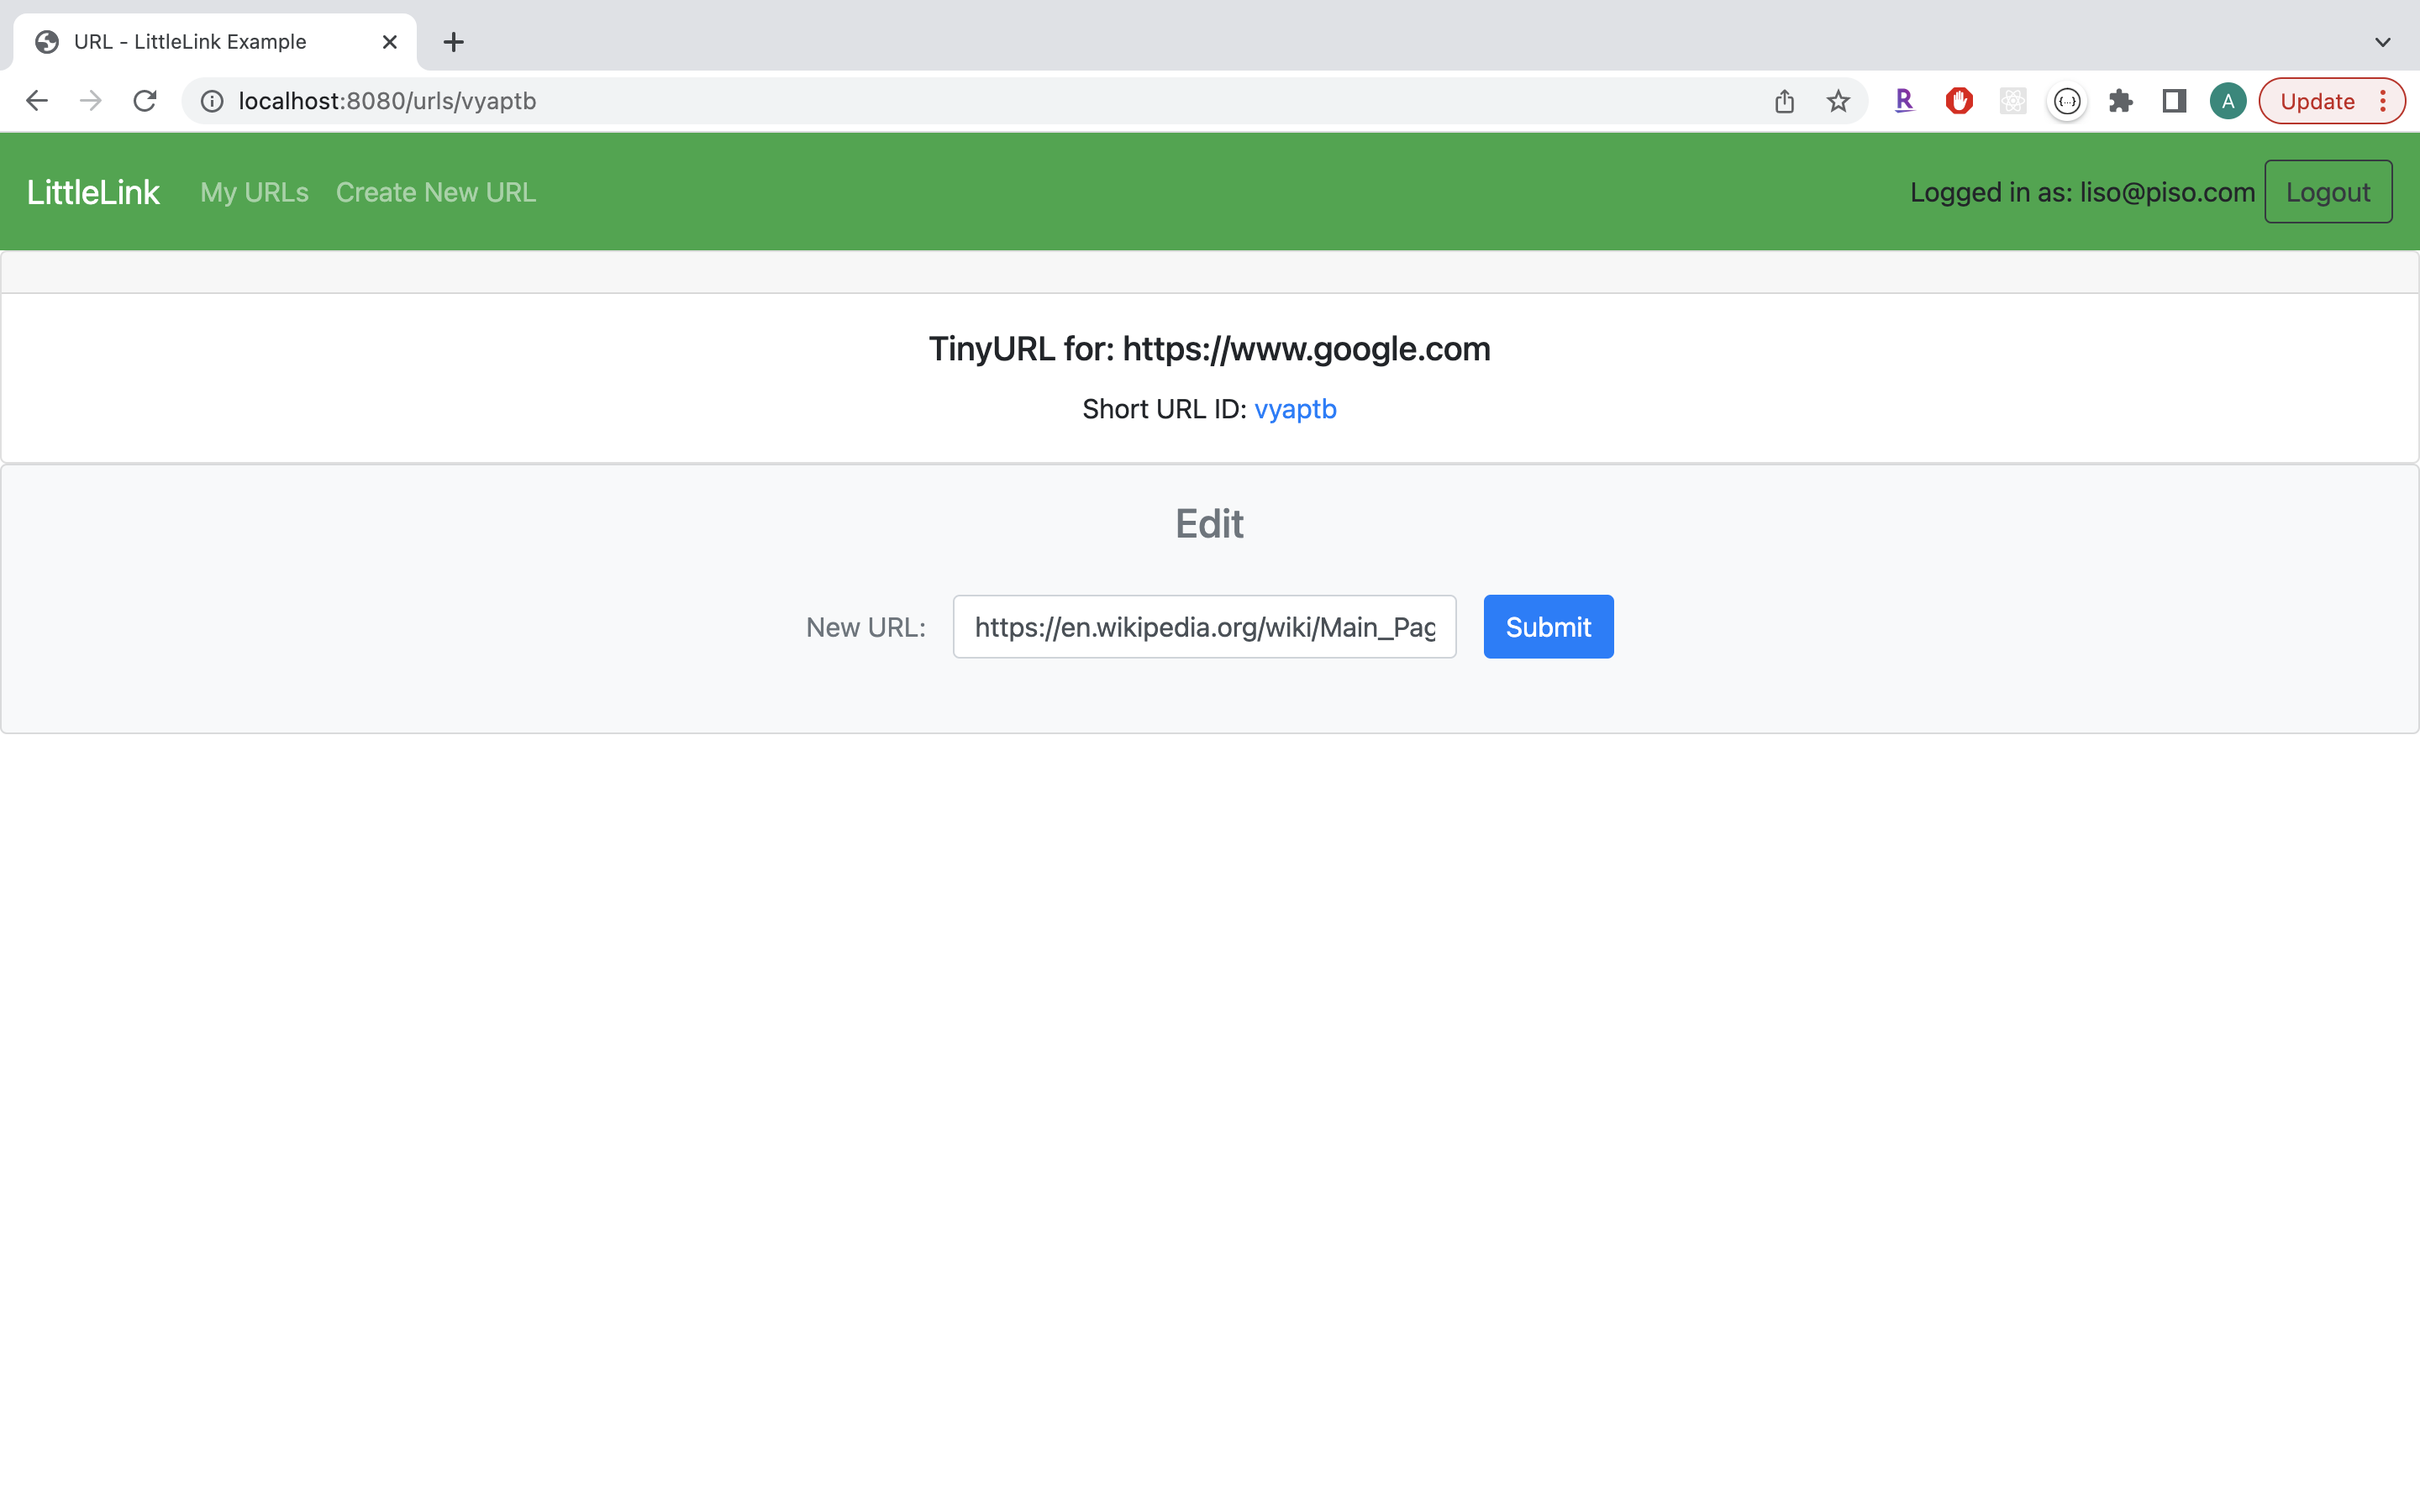 URL - LittleLink Example
localhost:8080/urls/vyaptb
R
{...}
A
Update
LittleLink My URLs Create New URL Logged in as: liso@piso.com Logout
TinyURL for: https://www.google.com
Short URL ID: vyaptb
Edit
New URL: https://en.wikipedia.org/wiki/Main_Pag Submit